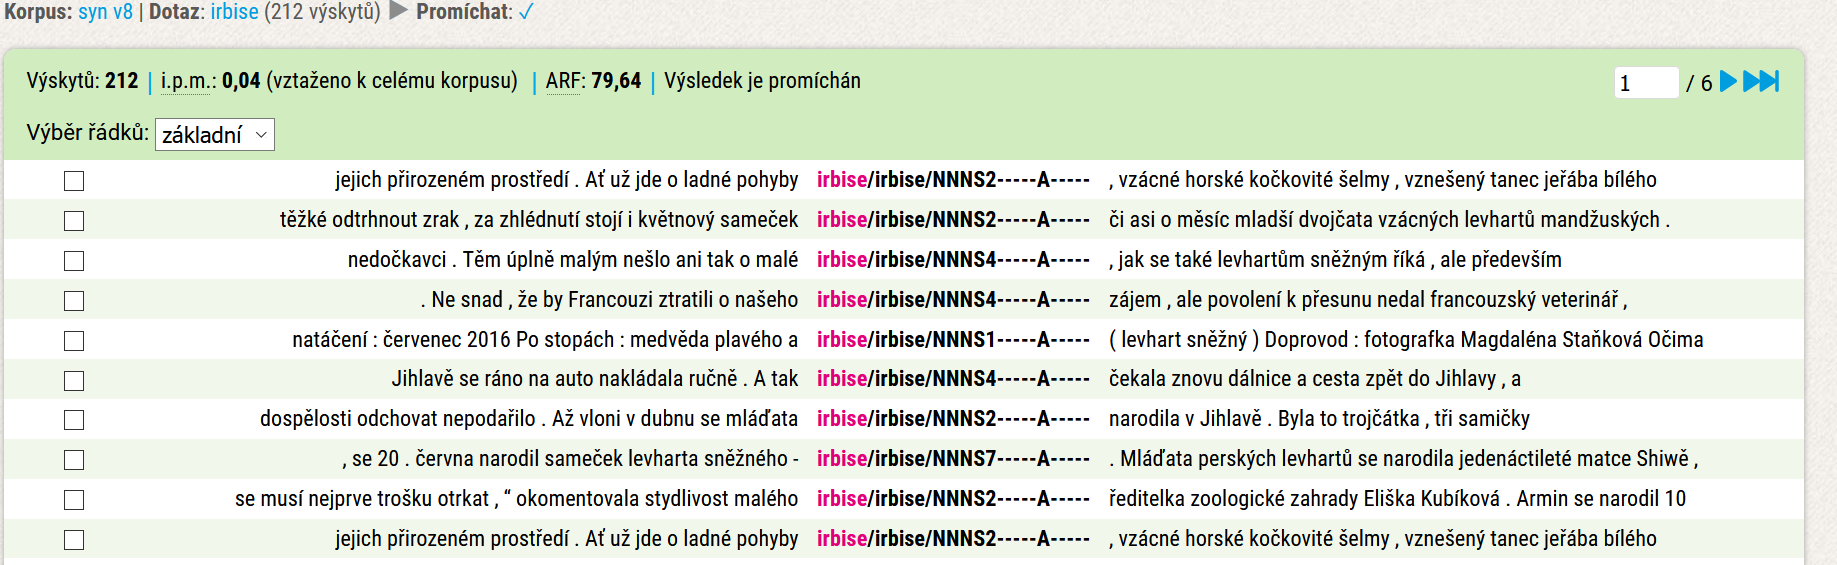 Korpus: syn v8 | Dotaz: irbise (212 výskytů) ▶ Promíchat: ✓
Výskytů: 212 | i.p.m.: 0,04 (vztaženo k celému korpusu) | ARF: 79,64 | Výsledek je promíchán 1 / 6
Výběr řádků: základní
jejich přirozeném prostředí . Ať už jde o ladné pohyby irbise/irbise/NNNS2-----A----- , vzácné horské kočkovité šelmy , vznešený tanec jeřába bílého
těžké odtrhnout zrak , za zhlédnutí stojí i květnový sameček irbise/irbise/NNNS2-----A----- či asi o měsíc mladší dvojčata vzácných levhartů mandžuských .
nedočkavci . Těm úplně malým nešlo ani tak o malé irbise/irbise/NNNS4-----A----- , jak se také levhartům sněžným říká , ale především
. Ne snad , že by Francouzi ztratili o našeho irbise/irbise/NNNS4-----A----- zájem , ale povolení k přesunu nedal francouzský veterinář ,
natáčení : červenec 2016 Po stopách : medvěda plavého a irbise/irbise/NNNS1-----A----- ( levhart sněžný ) Doprovod : fotografka Magdaléna Staňková Očima
Jihlavě se ráno na auto nakládala ručně . A tak irbise/irbise/NNNS4-----A----- čekala znovu dálnice a cesta zpět do Jihlavy , a
dospělosti odchovat nepodařilo . Až vloni v dubnu se mláďata irbise/irbise/NNNS2-----A----- narodila v Jihlavě . Byla to trojčátka , tři samičky
, se 20 . června narodil sameček levharta sněžného - irbise/irbise/NNNS7-----A----- . Mláďata perských levhartů se narodila jedenáctileté matce Shiwě ,
se musí nejprve trošku otrkat , “ okomentovala stydlivost malého irbise/irbise/NNNS2-----A----- ředitelka zoologické zahrady Eliška Kubíková . Armin se narodil 10
jejich přirozeném prostředí . Ať už jde o ladné pohyby irbise/irbise/NNNS2-----A----- , vzácné horské kočkovité šelmy , vznešený tanec jeřába bílého